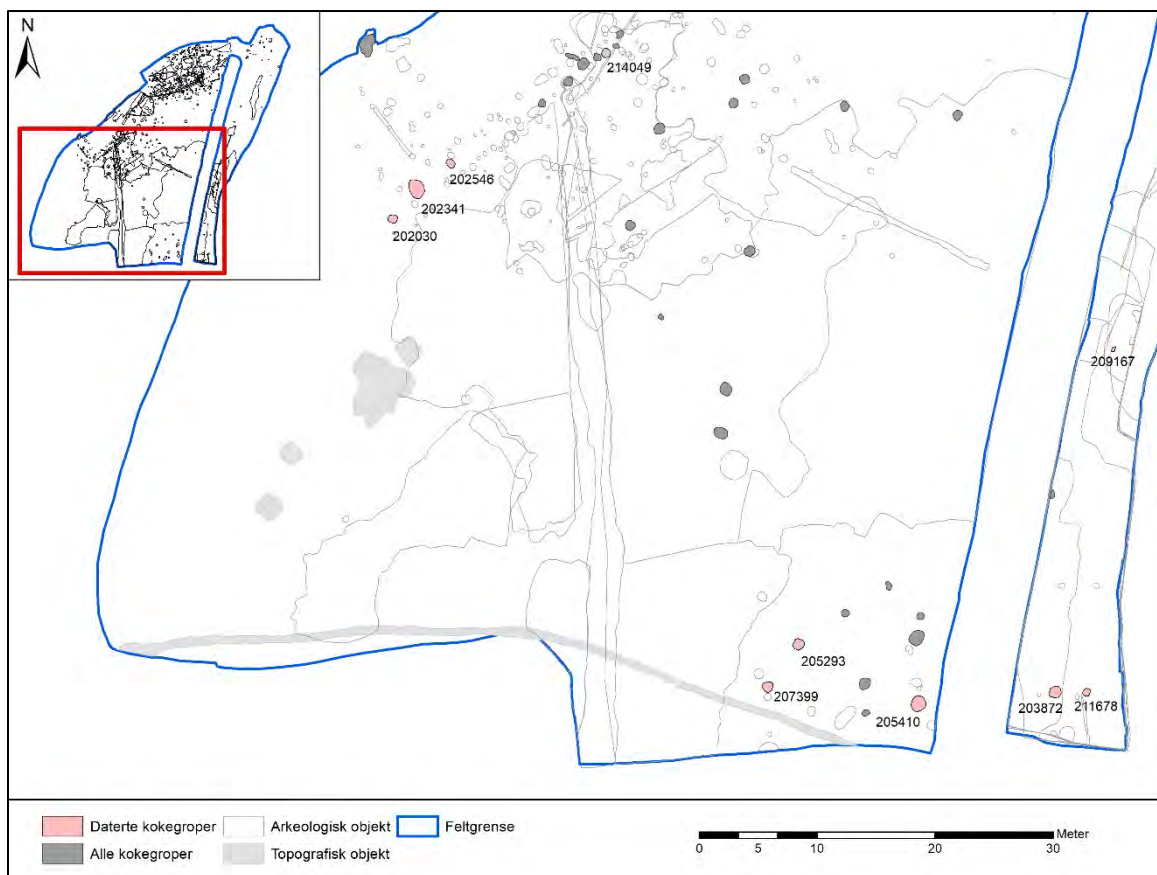 N
214049
202546
202341
202030
209167
205293
207399
205410
203872
211678
Daterte kokegroper
Arkeologisk objekt
Feltgrense
Alle kokegroper
Topografisk objekt
Meter
0 5 10 20 30